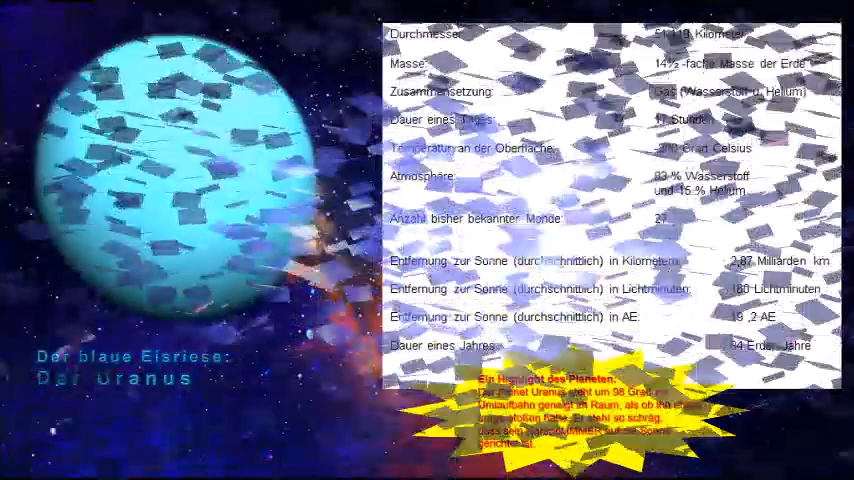 Durchmesser: 51 118 Kilometer
Masse: 14½ -fache Masse der Erde
Zusammensetzung: Gas (Wasserstoff u. Helium)
Dauer eines Tages: 17 Stunden
Temperatur an der Oberfläche: Grad Celsius
Atmosphäre: 83 % Wasserstoff
und 15 % Helium
Anzahl bisher bekannter Monde: 27
Entfernung zur Sonne (durchschnittlich) in Kilometern: 2,87 Milliarden km
Entfernung zur Sonne (durchschnittlich) in Lichtminuten: 160 Lichtminuten
Entfernung zur Sonne (durchschnittlich) in AE: 19 ,2 AE
Dauer eines Jahres: 84 Erden Jahre
Der blaue Eisriese:
Der Uranus
Ein Highlight des Planeten:
Der Planet Uranus steht um 98 Grad
Umlaufbahn geneigt im Raum, als ob ihn
hätte. Er steht so schräg,
dass sein IMMER auf die Sonne
gerichtet ist.